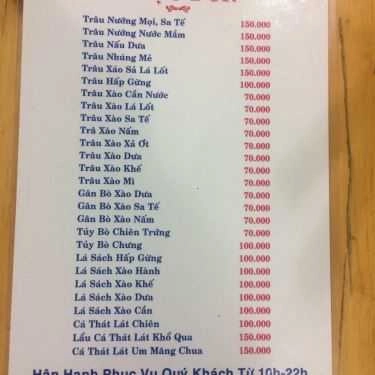 Trâu Nướng Mọi, Sa Tế 150.000
Trâu Nướng Nước Mắm 150.000
Trâu Nấu Dưa 150.000
Trâu Nhúng Mẻ 150.000
Trâu Xáo Sả Lá Lốt 150.000
Trâu Hấp Gừng 100.000
Trâu Xào Cần Nước 70.000
Trâu Xào Lá Lốt 70.000
Trâu Xào Sa Tế 70.000
Trâ Xào Nấm 70.000
Trâu Xào Xả Ớt 70.000
Trâu Xào Dưa 70.000
Trâu Xào Khế 70.000
Trâu Xào Mì 70.000
Gân Bò Xào Dưa 70.000
Gân Bò Xào Sa Tế 70.000
Gân Bò Xào Nấm 70.000
Tủy Bò Chiên Trứng 70.000
Tủy Bò Chưng 100.000
Lá Sách Hấp Gừng 100.000
Lá Sách Xào Hành 100.000
Lá Sách Xào Khế 100.000
Lá Sách Xào Dưa 100.000
Lá Sách Xào Cần 100.000
Cá Thát Lát Chiên 100.000
Lẩu Cá Thát Lát Khổ Qua 150.000
Cá Thát Lát Um Măng Chua 150.000
Hân Hạnh Phục Vụ Quý Khách Từ 10h-22h